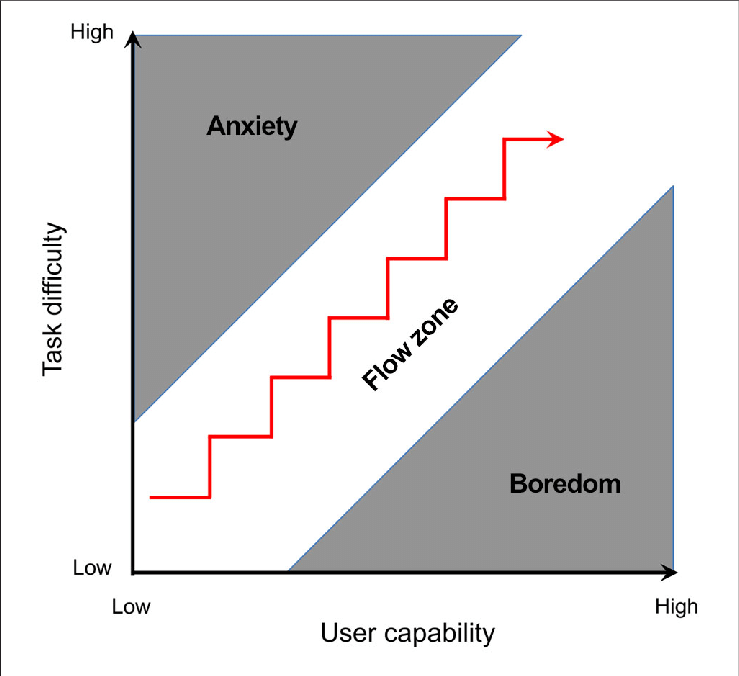 High
Anxiety
Task difficulty
Flow zone
Boredom
Low
Low
High
User capability